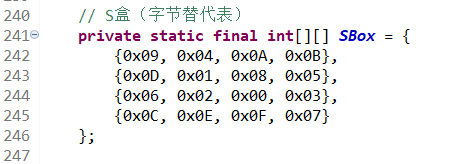 240 // S盒（字节替代表）
241 private static final int[][] SBox = {
242 {0x09, 0x04, 0x0A, 0x0B},
243 {0x0D, 0x01, 0x08, 0x05},
244 {0x06, 0x02, 0x00, 0x03},
245 {0x0C, 0x0E, 0x0F, 0x07}
246 };
247